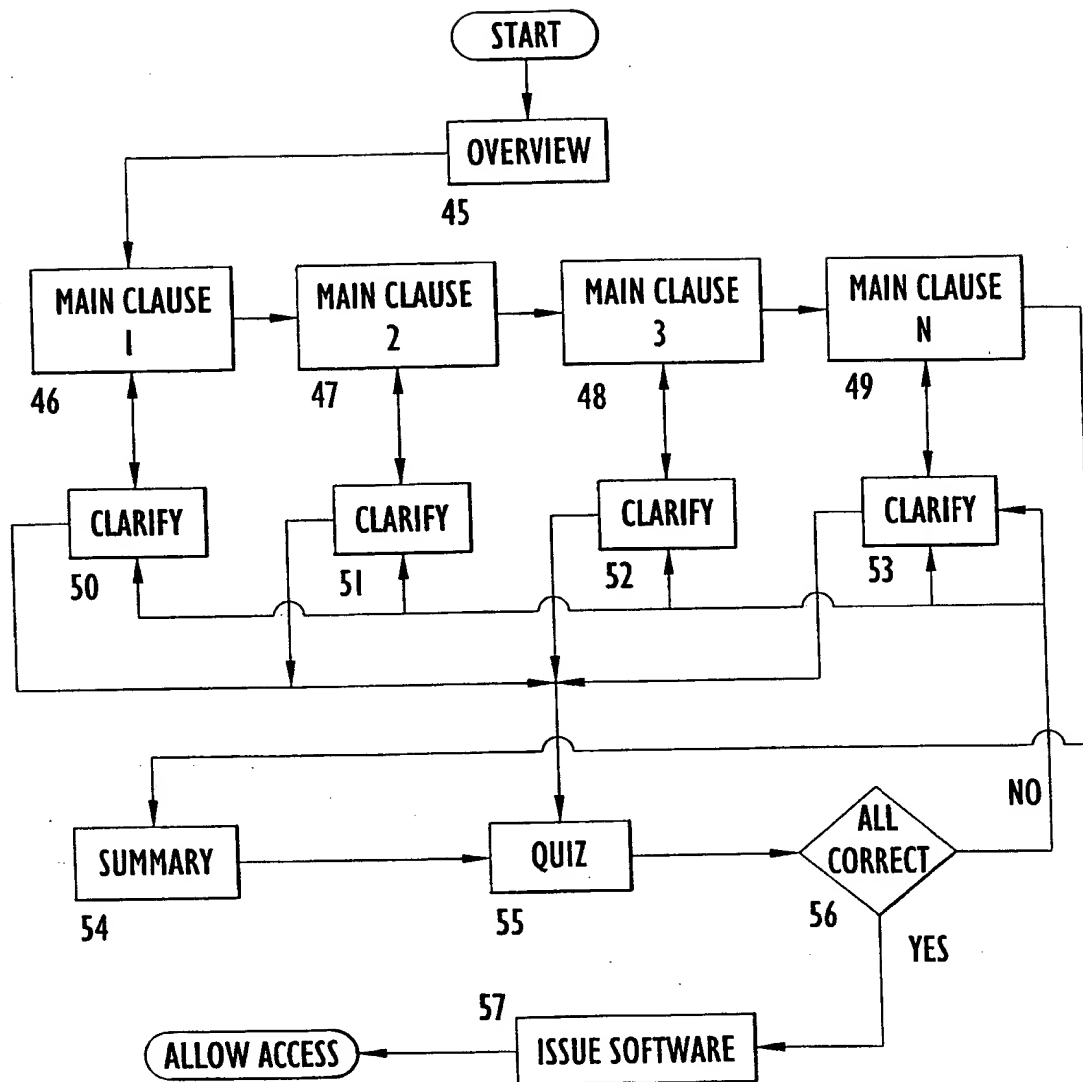 START
OVERVIEW
45
MAIN CLAUSE
1
MAIN CLAUSE
2
MAIN CLAUSE
3
MAIN CLAUSE
N
46
47
48
49
CLARIFY
CLARIFY
CLARIFY
CLARIFY
50
51
52
53
NO
SUMMARY
QUIZ
ALL
CORRECT
54
55
56
YES
57
ALLOW ACCESS
ISSUE SOFTWARE